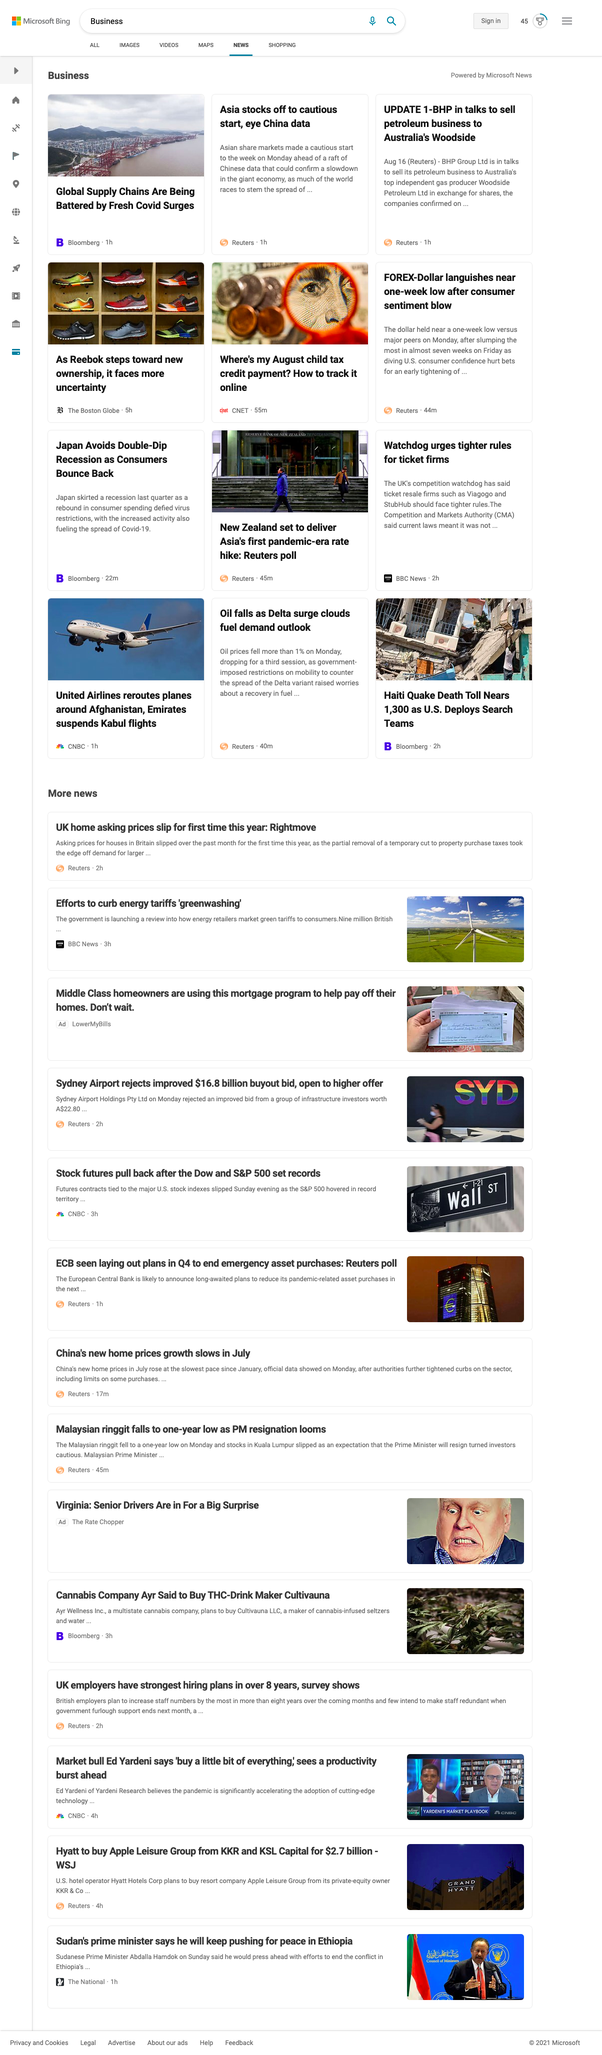 Microsoft Bing
Business
Sign in
45
ALL IMAGES VIDEOS MAPS NEWS SHOPPING
Business
Powered by Microsoft News
Global Supply Chains Are Being
Battered by Fresh Covid Surges
Bloomberg · 1h
Asia stocks off to cautious
start, eye China data
Asian share markets made a cautious start
to the week on Monday ahead of a raft of
Chinese data that could confirm a slowdown
in the giant economy, as much of the world
races to stem the spread of ...
Reuters · 1h
UPDATE 1-BHP in talks to sell
petroleum business to
Australia's Woodside
Aug 16 (Reuters) - BHP Group Ltd is in talks
to sell its petroleum business to Australia's
top independent gas producer Woodside
Petroleum Ltd in exchange for shares, the
companies confirmed on ...
Reuters · 1h
As Reebok steps toward new
ownership, it faces more
uncertainty
The Boston Globe · 5h
Where's my August child tax
credit payment? How to track it
online
CNET · 55m
FOREX-Dollar languishes near
one-week low after consumer
sentiment blow
The dollar held near a one-week low versus
major peers on Monday, after slumping the
most in almost seven weeks on Friday as
diving U.S. consumer confidence hurt bets
for an early tightening of ...
Reuters · 44m
Japan Avoids Double-Dip
Recession as Consumers
Bounce Back
Japan skirted a recession last quarter as a
rebound in consumer spending defied virus
restrictions, with the increased activity also
fueling the spread of Covid-19.
Bloomberg · 22m
New Zealand set to deliver
Asia's first pandemic-era rate
hike: Reuters poll
Reuters · 45m
Watchdog urges tighter rules
for ticket firms
The UK's competition watchdog has said
ticket resale firms such as Viagogo and
StubHub should face tighter rules.The
Competition and Markets Authority (CMA)
said current laws meant it was not ...
BBC News · 2h
United Airlines reroutes planes
around Afghanistan, Emirates
suspends Kabul flights
CNBC · 1h
Oil falls as Delta surge clouds
fuel demand outlook
Oil prices fell more than 1% on Monday,
dropping for a third session, as government-
imposed restrictions on mobility to counter
the spread of the Delta variant raised worries
about a recovery in fuel ...
Reuters · 40m
Haiti Quake Death Toll Nears
1,300 as U.S. Deploys Search
Teams
Bloomberg · 2h
More news
UK home asking prices slip for first time this year: Rightmove
Asking prices for houses in Britain slipped over the past month for the first time this year, as the partial removal of a temporary cut to property purchase taxes took
the edge off demand for larger ...
Reuters · 2h
Efforts to curb energy tariffs 'greenwashing'
The government is launching a review into how energy retailers market green tariffs to consumers.Nine million British
...
BBC News · 3h
Middle Class homeowners are using this mortgage program to help pay off their
homes. Don't wait.
Ad LowerMyBills
Sydney Airport rejects improved $16.8 billion buyout bid, open to higher offer
Sydney Airport Holdings Pty Ltd on Monday rejected an improved bid from a group of infrastructure investors worth
A$22.80 ...
Reuters · 2h
SYD
Stock futures pull back after the Dow and S&P 500 set records
Futures contracts tied to the major U.S. stock indexes slipped Sunday evening as the S&P 500 hovered in record
territory ...
CNBC · 3h
Wall ST
ECB seen laying out plans in Q4 to end emergency asset purchases: Reuters poll
The European Central Bank is likely to announce long-awaited plans to reduce its pandemic-related asset purchases in
the next ...
Reuters · 1h
China's new home prices growth slows in July
China's new home prices in July rose at the slowest pace since January, official data showed on Monday, after authorities further tightened curbs on the sector,
including limits on some purchases. ...
Reuters · 17m
Malaysian ringgit falls to one-year low as PM resignation looms
The Malaysian ringgit fell to a one-year low on Monday and stocks in Kuala Lumpur slipped as an expectation that the Prime Minister will resign turned investors
cautious. Malaysian Prime Minister ...
Reuters · 45m
Virginia: Senior Drivers Are in For a Big Surprise
Ad The Rate Chopper
Cannabis Company Ayr Said to Buy THC-Drink Maker Cultivauna
Ayr Wellness Inc., a multistate cannabis company, plans to buy Cultivauna LLC, a maker of cannabis-infused seltzers
and water ...
Bloomberg · 3h
UK employers have strongest hiring plans in over 8 years, survey shows
British employers plan to increase staff numbers by the most in more than eight years over the coming months and few intend to make staff redundant when
government furlough support ends next month, a ...
Reuters · 2h
Market bull Ed Yardeni says 'buy a little bit of everything,' sees a productivity
burst ahead
Ed Yardeni of Yardeni Research believes the pandemic is significantly accelerating the adoption of cutting-edge
technology ...
CNBC · 4h
YARDENI'S MARKET PLAYBOOK
Hyatt to buy Apple Leisure Group from KKR and KSL Capital for $2.7 billion -
WSJ
U.S. hotel operator Hyatt Hotels Corp plans to buy resort company Apple Leisure Group from its private-equity owner
KKR & Co ...
Reuters · 4h
GRAND
HYATT
Sudan's prime minister says he will keep pushing for peace in Ethiopia
Sudanese Prime Minister Abdalla Hamdok on Sunday said he would press ahead with efforts to end the conflict in
Ethiopia's ...
The National · 1h
Privacy and Cookies Legal Advertise About our ads Help Feedback
© 2021 Microsoft